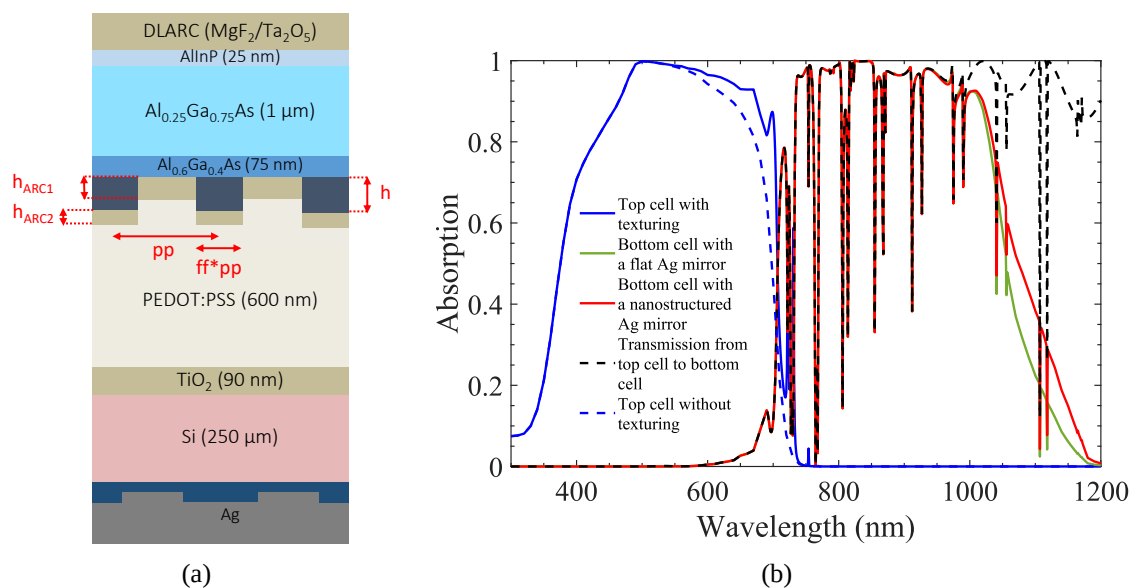 DLARC (MgF2/Ta2O5)
AlInP (25 nm)
Al0.25Ga0.75As (1 μm)
Al0.6Ga0.4As (75 nm)
hARC1
h
hARC2
pp
ff*pp
PEDOT:PSS (600 nm)
TiO2 (90 nm)
Si (250 μm)
Ag
(a)
Absorption
1
0.8
0.6
0.4
0.2
0
Top cell with
texturing
Bottom cell with
a flat Ag mirror
Bottom cell with
a nanostructured
Ag mirror
Transmission from
top cell to bottom
cell
Top cell without
texturing
400
600
800
1000
1200
Wavelength (nm)
(b)